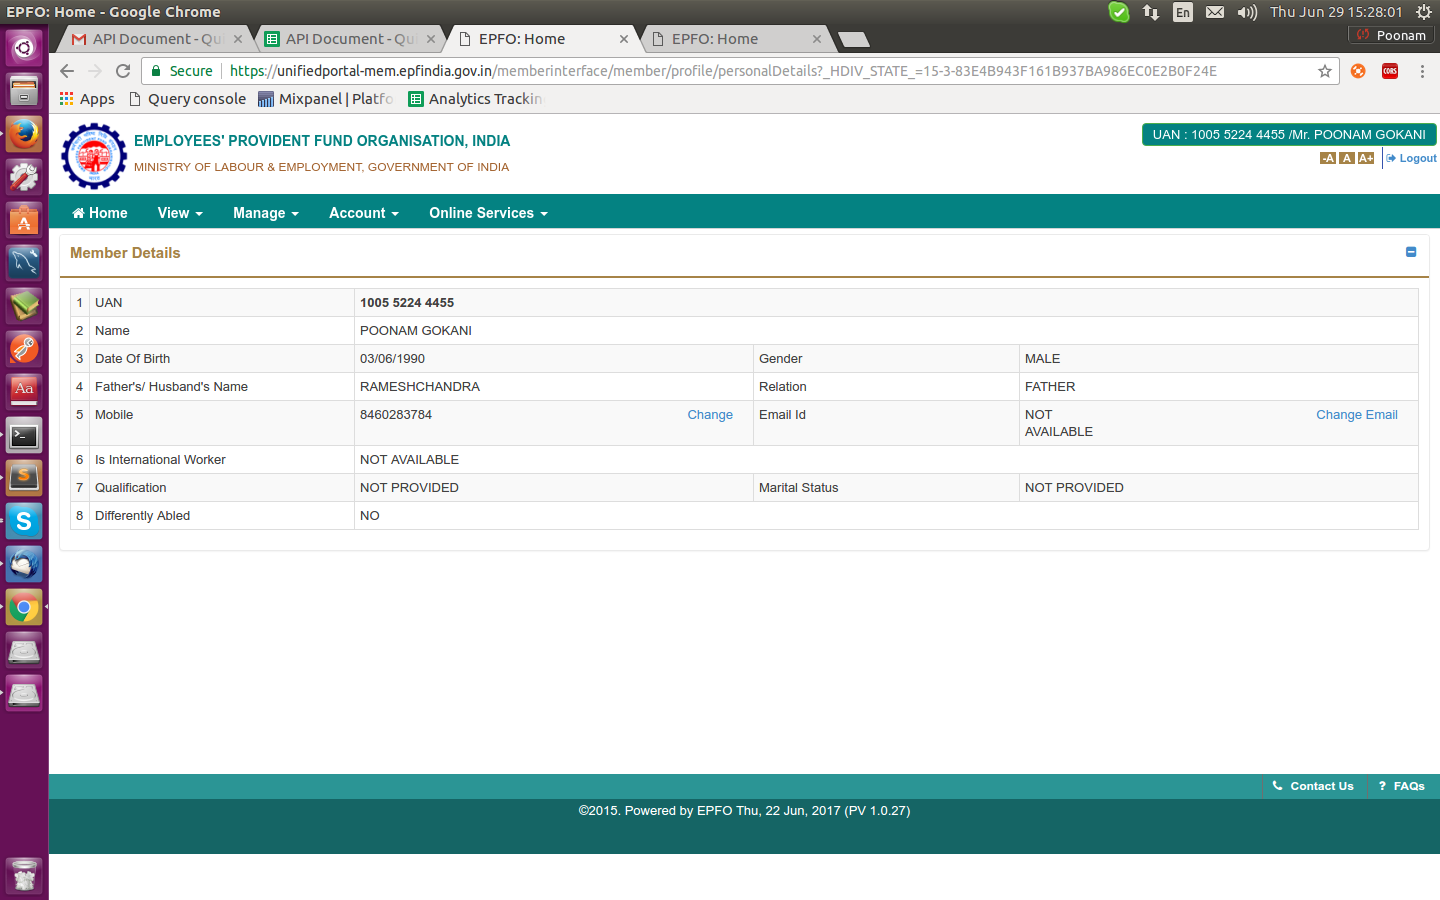 EPFO: Home - Google Chrome
En
Thu Jun 29 15:28:01
API Document - Qu
API Document - Qu
EPFO: Home
EPFO: Home
Poonam
Secure
https://unifiedportal-mem.epfindia.gov.in/memberinterface/member/profile/personalDetails?_HDIV_STATE_=15-3-83E4B943F161B937BA986EC0E2B0F24E
CORS
Apps
Query console
Mixpanel | Platfo
Analytics Trackin
EMPLOYEES' PROVIDENT FUND ORGANISATION, INDIA
MINISTRY OF LABOUR & EMPLOYMENT, GOVERNMENT OF INDIA
UAN : 1005 5224 4455 /Mr. POONAM GOKANI
-A A A+ Logout
Home View Manage Account Online Services
Member Details
1 UAN 1005 5224 4455
2 Name POONAM GOKANI
3 Date Of Birth 03/06/1990 Gender MALE
4 Father's/ Husband's Name RAMESHCHANDRA Relation FATHER
5 Mobile 8460283784 Change Email Id NOT AVAILABLE Change Email
6 Is International Worker NOT AVAILABLE
7 Qualification NOT PROVIDED Marital Status NOT PROVIDED
8 Differently Abled NO
Contact Us ? FAQs
©2015. Powered by EPFO Thu, 22 Jun, 2017 (PV 1.0.27)